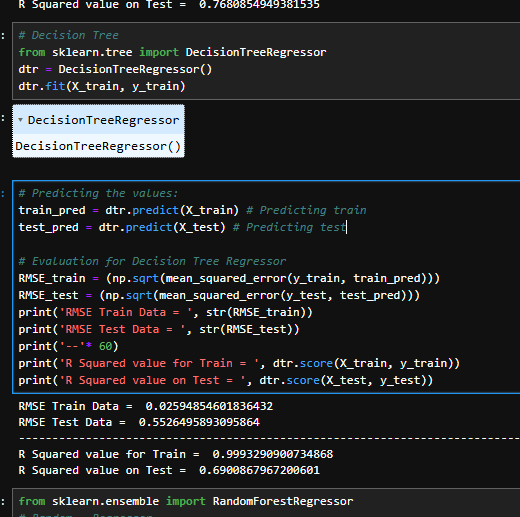 R Squared value on Test =  0.7680854949381535
: # Decision Tree
from sklearn.tree import DecisionTreeRegressor
dtr = DecisionTreeRegressor()
dtr.fit(X_train, y_train)
: ▾ DecisionTreeRegressor
DecisionTreeRegressor()
: # Predicting the values:
train_pred = dtr.predict(X_train) # Predicting train
test_pred = dtr.predict(X_test) # Predicting test
# Evaluation for Decision Tree Regressor
RMSE_train = (np.sqrt(mean_squared_error(y_train, train_pred)))
RMSE_test = (np.sqrt(mean_squared_error(y_test, test_pred)))
print('RMSE Train Data = ', str(RMSE_train))
print('RMSE Test Data = ', str(RMSE_test))
print('--'* 60)
print('R Squared value for Train = ', dtr.score(X_train, y_train))
print('R Squared value on Test = ', dtr.score(X_test, y_test))
RMSE Train Data =  0.02594854601836432
RMSE Test Data =  0.5526495893095864
--------------------------------------------------------------------------------
R Squared value for Train =  0.9993290900734868
R Squared value on Test =  0.6900867967200601
: from sklearn.ensemble import RandomForestRegressor